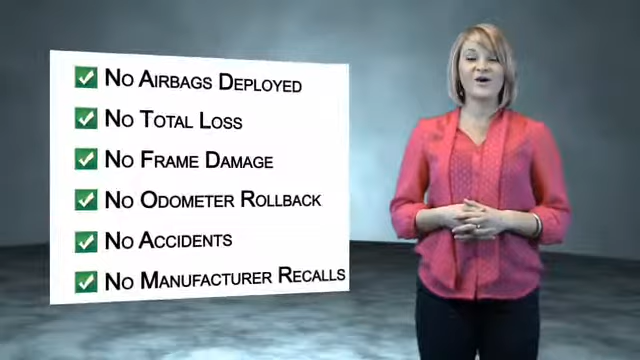 No Airbags Deployed
No Total Loss
No Frame Damage
No Odometer Rollback
No Accidents
No Manufacturer Recalls